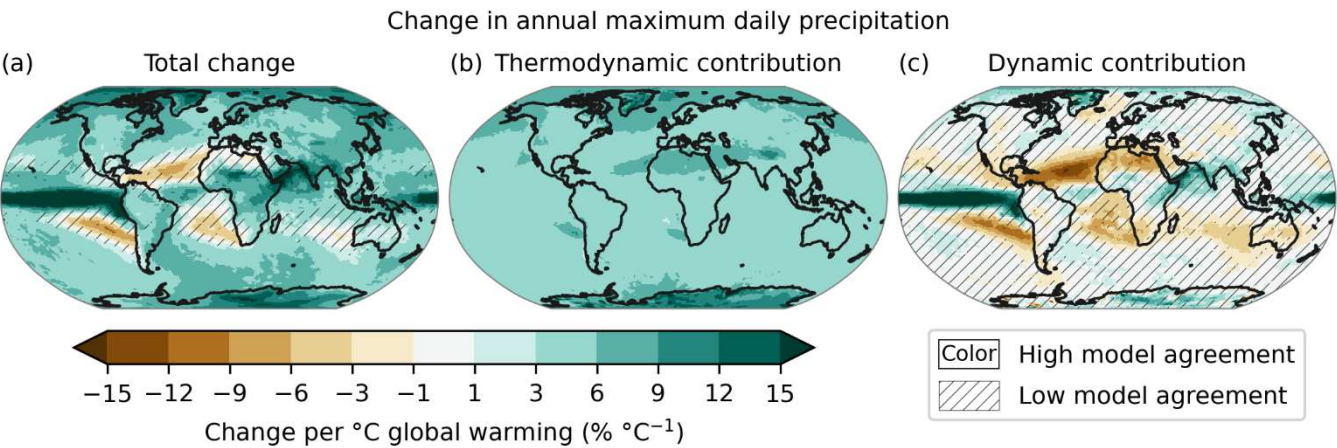 Change in annual maximum daily precipitation
(a) Total change
(b) Thermodynamic contribution
(c) Dynamic contribution
−15 −12 −9 −6 −3 −1 1 3 6 9 12 15
Change per °C global warming (% °C⁻¹)
Color High model agreement
Low model agreement